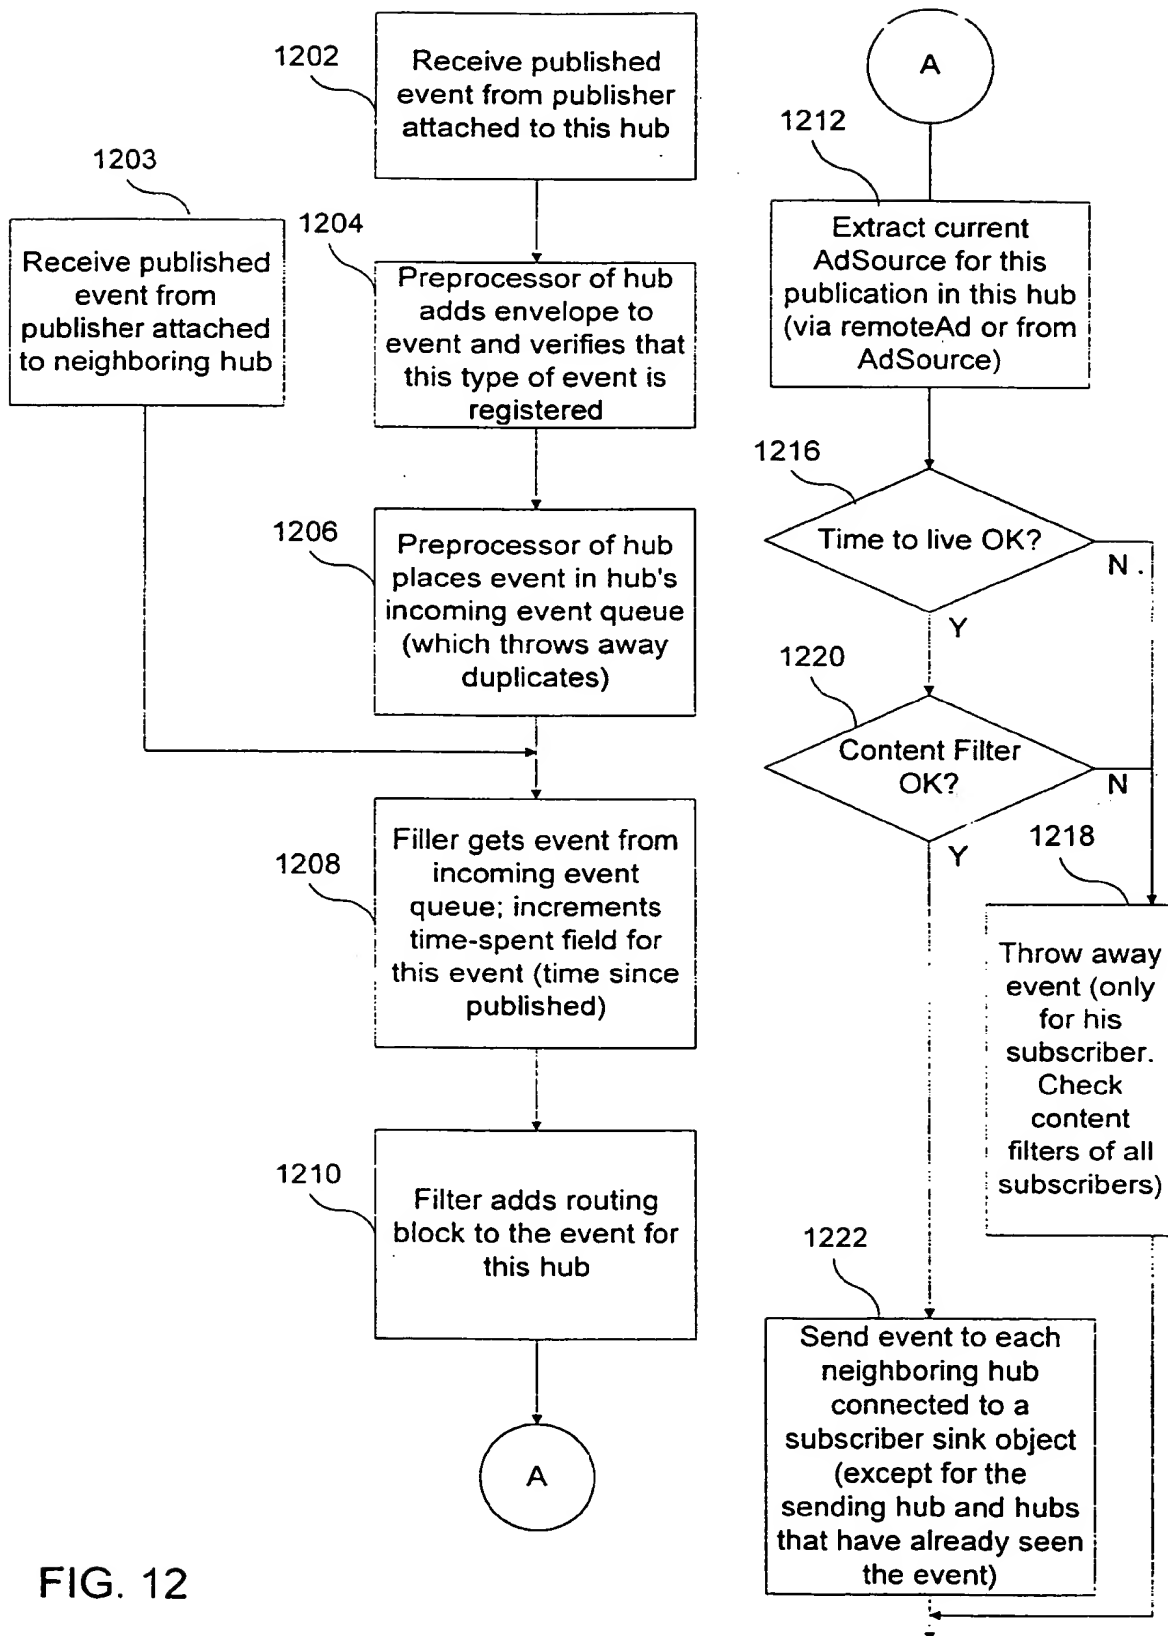 1202
Receive published
event from publisher
attached to this hub
1203
Receive published
event from
publisher attached
to neighboring hub
1204
Preprocessor of hub
adds envelope to
event and verifies that
this type of event is
registered
1206
Preprocessor of hub
places event in hub's
incoming event queue
(which throws away
duplicates)
1208
Filler gets event from
incoming event
queue; increments
time-spent field for
this event (time since
published)
1210
Filter adds routing
block to the event for
this hub
A
A
1212
Extract current
AdSource for this
publication in this hub
(via remoteAd or from
AdSource)
1216
Time to live OK?
N .
Y
1220
Content Filter
OK?
N
Y
1218
Throw away
event (only
for his
subscriber.
Check
content
filters of all
subscribers)
1222
Send event to each
neighboring hub
connected to a
subscriber sink object
(except for the
sending hub and hubs
that have already seen
the event)
FIG. 12